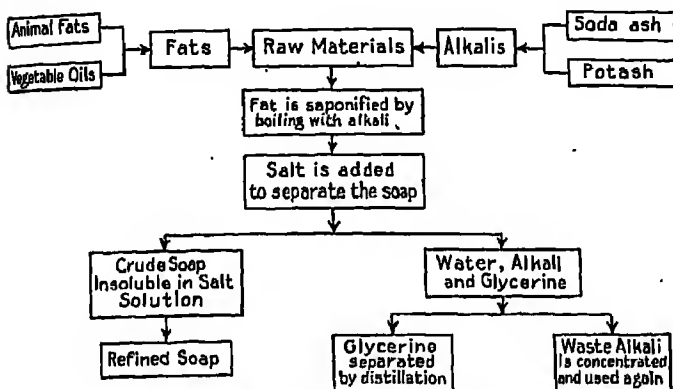 Animal Fats
Vegetable Oils
Fats
Raw Materials
Alkalis
Soda ash
Potash
Fat is saponified by
boiling with alkali.
Salt is added
to separate the soap
Crude Soap
Insoluble in Salt
Solution
Refined Soap
Water, Alkali
and Glycerine
Glycerine
separated
by distillation
Waste Alkali
is concentrated
and used again